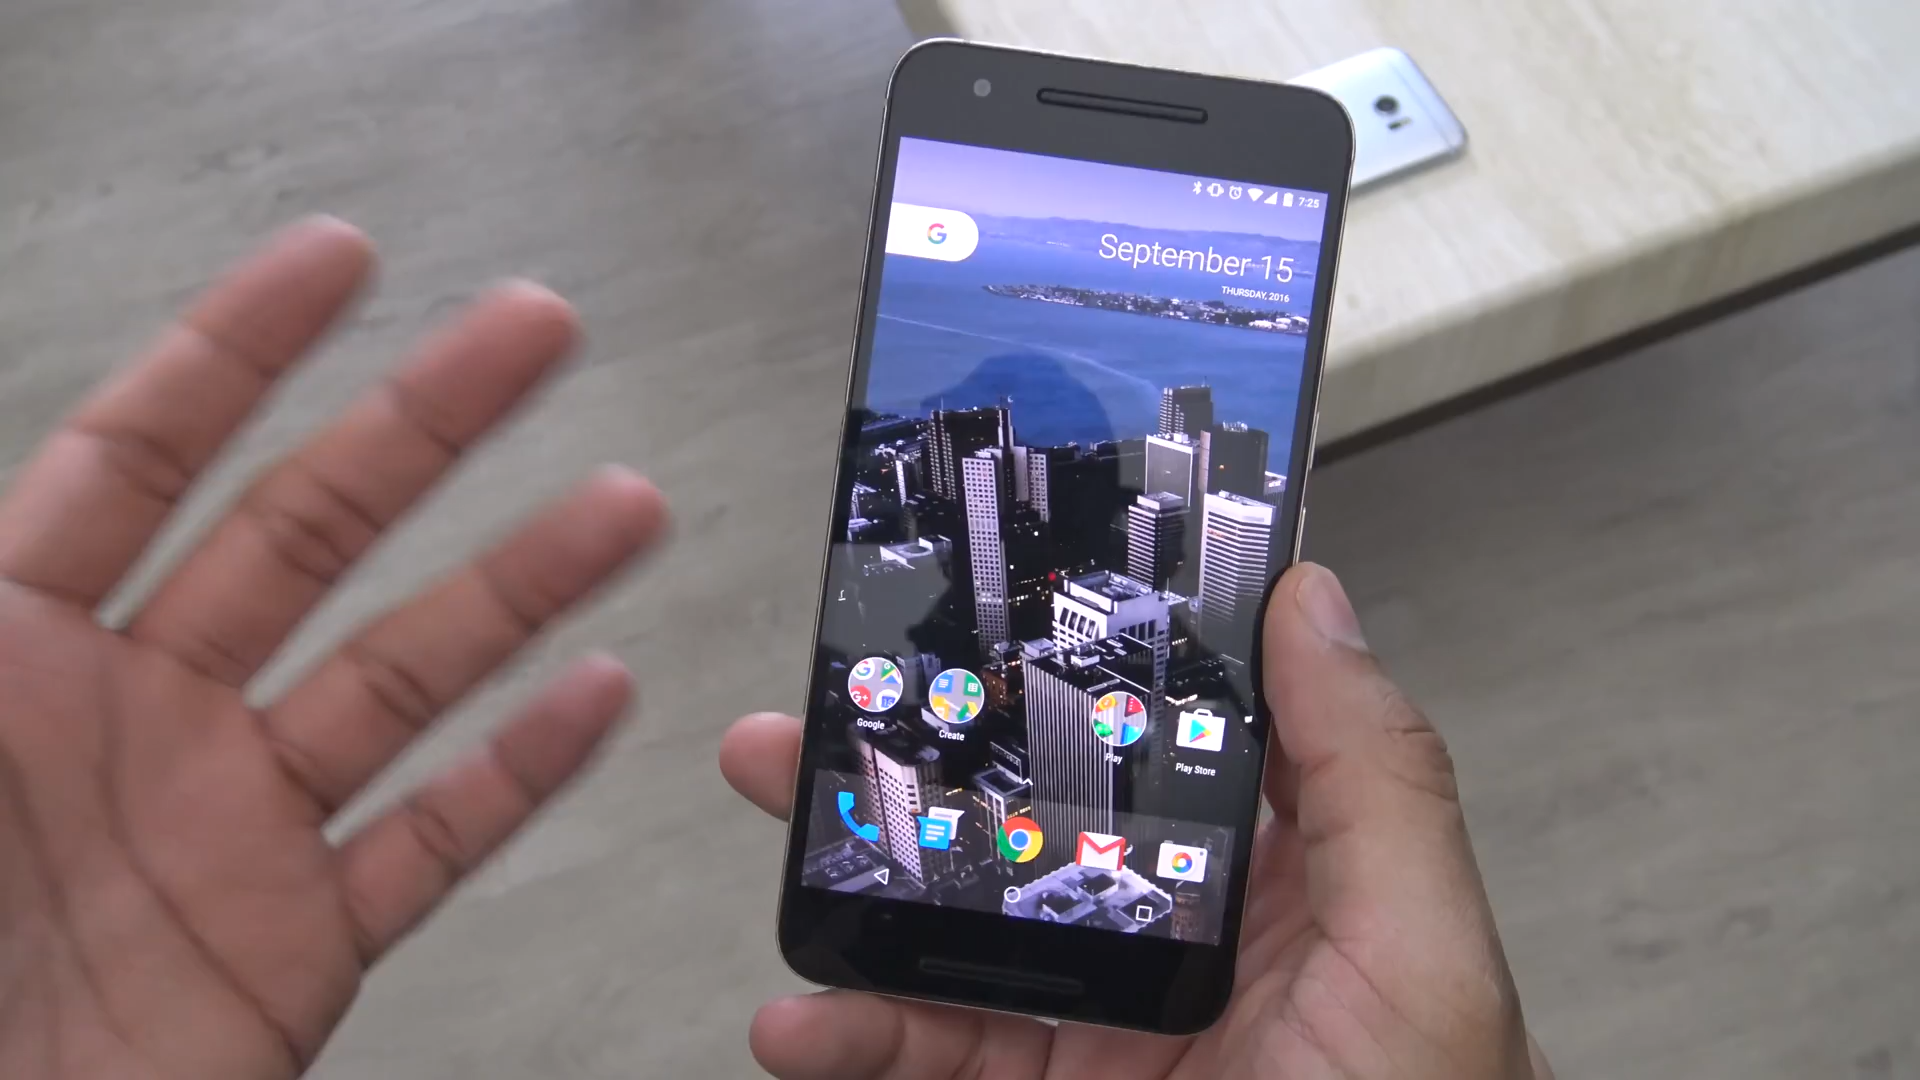 7:25
G
September 15
THURSDAY, 2016
Google
Create
Play
Play Store